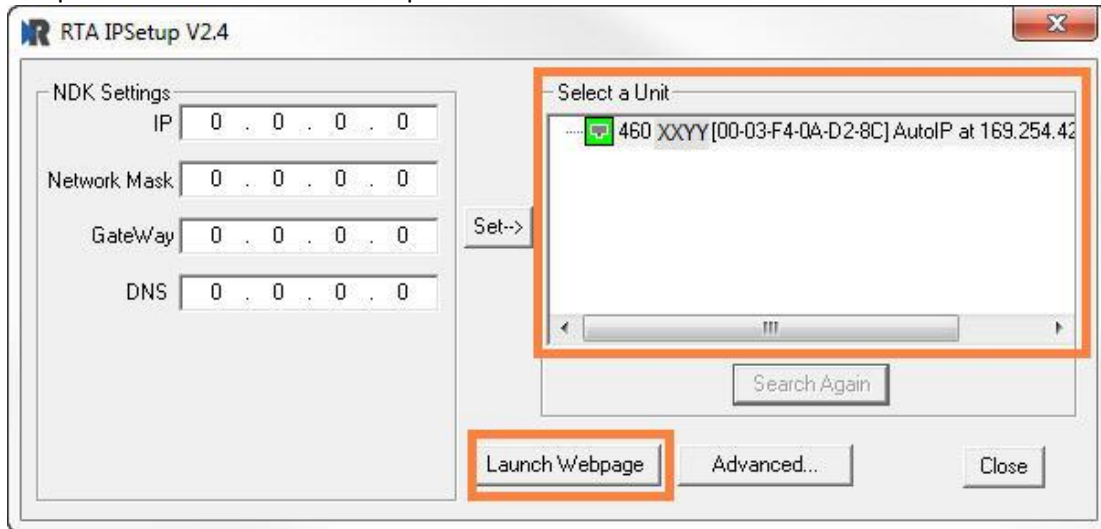 RTA IPSetup V2.4
NDK Settings
IP 0 . 0 . 0 . 0
Network Mask 0 . 0 . 0 . 0
GateWay 0 . 0 . 0 . 0
DNS 0 . 0 . 0 . 0
Set-->
Select a Unit
460 XXYY [00-03-F4-0A-D2-8C] AutoIP at 169.254.42
Search Again
Launch Webpage
Advanced...
Close